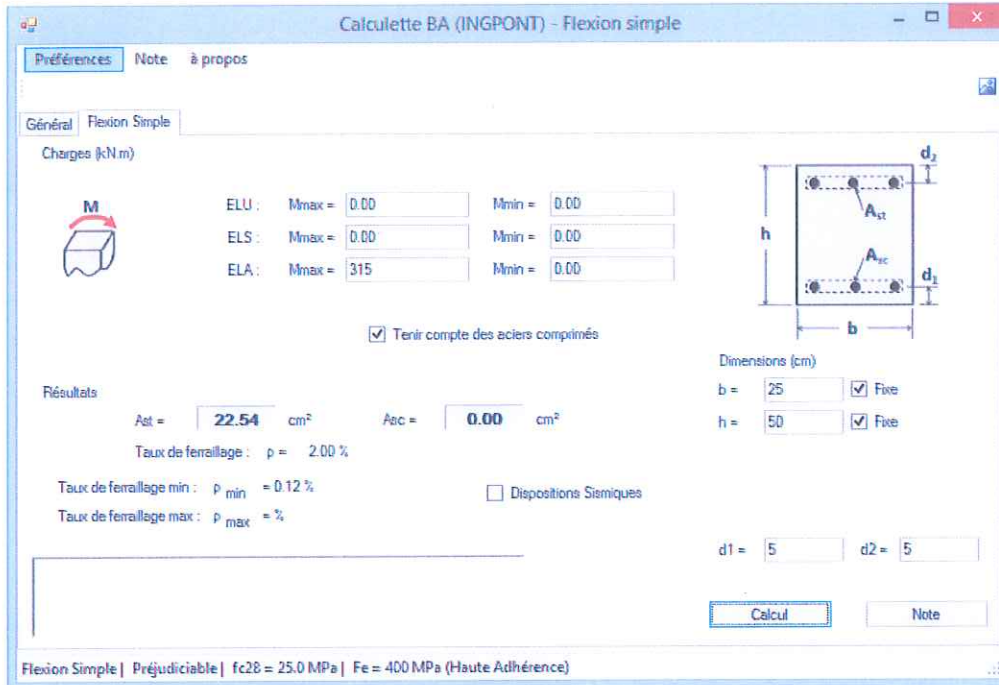 Calculette BA (INGPONT) - Flexion simple
Préférences Note à propos
Général Flexion Simple
Charges (kN.m)
M
ELU : Mmax = 0.00 Mmin = 0.00
ELS : Mmax = 0.00 Mmin = 0.00
ELA : Mmax = 315 Mmin = 0.00
Tenir compte des aciers comprimés
d2
Ast
h
Asc
d1
b
Dimensions (cm)
b = 25 Fixe
h = 50 Fixe
Résultats
Ast = 22.54 cm² Asc = 0.00 cm²
Taux de ferraillage : ρ = 2.00 %
Taux de ferraillage min : ρ min = 0.12 %
Taux de ferraillage max : ρ max = %
Dispositions Sismiques
d1 = 5 d2 = 5
Calcul Note
Flexion Simple | Préjudiciable | fc28 = 25.0 MPa | Fe = 400 MPa (Haute Adhérence)